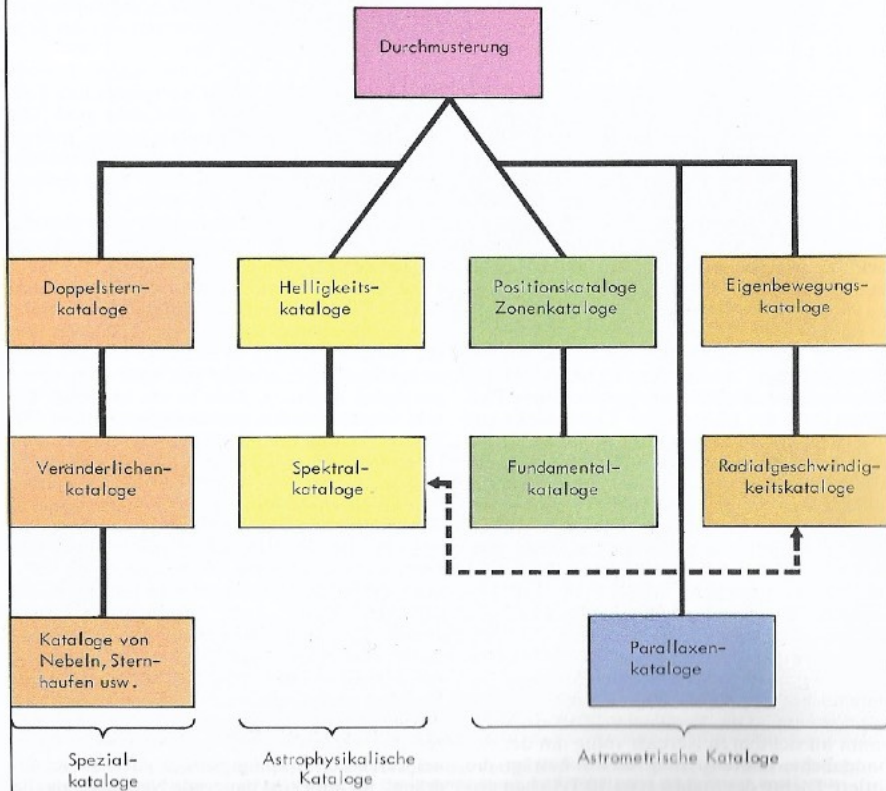 Durchmusterung
Doppelstern-
kataloge
Helligkeits-
kataloge
Positionskataloge
Zonenkataloge
Eigenbewegungs-
kataloge
Veränderlichen-
kataloge
Spektral-
kataloge
Fundamental-
kataloge
Radialgeschwindig-
keitskataloge
Kataloge von
Nebeln, Stern-
haufen usw.
Parallaxen-
kataloge
Spezial-
kataloge
Astrophysikalische
Kataloge
Astrometrische Kataloge